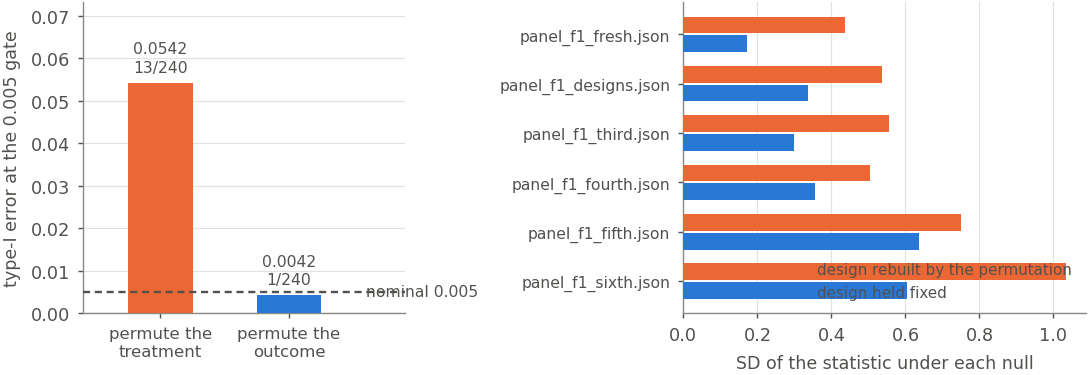 type-I error at the 0.005 gate
0.07
0.06
0.05
0.04
0.03
0.02
0.01
0.00
0.0542
13/240
0.0042
1/240
nominal 0.005
permute the
treatment
permute the
outcome
panel_f1_fresh.json
panel_f1_designs.json
panel_f1_third.json
panel_f1_fourth.json
panel_f1_fifth.json
panel_f1_sixth.json
design rebuilt by the permutation
design held fixed
0.0 0.2 0.4 0.6 0.8 1.0
SD of the statistic under each null